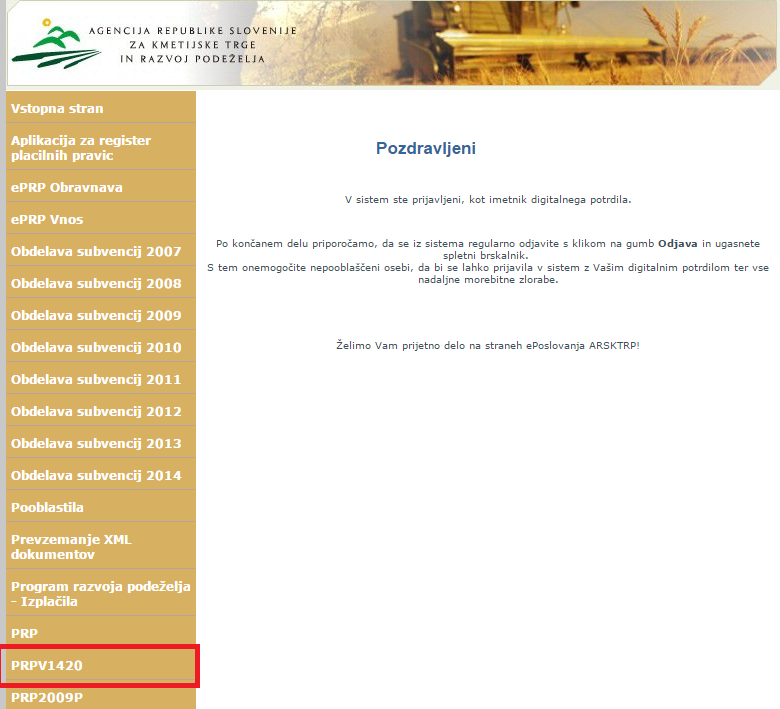 AGENCIJA REPUBLIKE SLOVENIJE
ZA KMETIJSKE TRGE
IN RAZVOJ PODEŽELJA
Vstopna stran
Aplikacija za register
placilnih pravic
ePRP Obravnava
ePRP Vnos
Obdelava subvencij 2007
Obdelava subvencij 2008
Obdelava subvencij 2009
Obdelava subvencij 2010
Obdelava subvencij 2011
Obdelava subvencij 2012
Obdelava subvencij 2013
Obdelava subvencij 2014
Pooblastila
Prevzemanje XML
dokumentov
Program razvoja podeželja
- Izplačila
PRP
PRPV1420
PRP2009P
Pozdravljeni
V sistem ste prijavljeni, kot imetnik digitalnega potrdila.
Po končanem delu priporočamo, da se iz sistema regularno odjavite s klikom na gumb Odjava in ugasnete
spletni brskalnik.
S tem onemogočite nepooblaščeni osebi, da bi se lahko prijavila v sistem z Vašim digitalnim potrdilom ter vse
nadaljne morebitne zlorabe.
Želimo Vam prijetno delo na straneh ePoslovanja ARSKTRP!